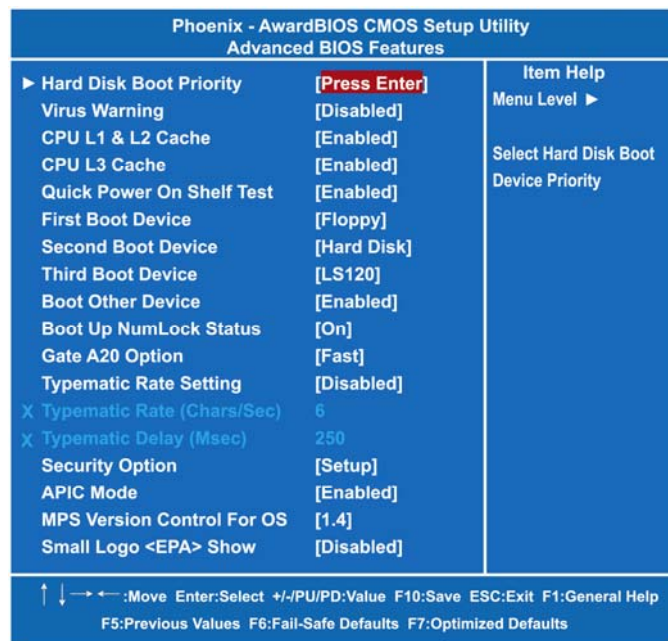 Phoenix - AwardBIOS CMOS Setup Utility
Advanced BIOS Features
► Hard Disk Boot Priority [Press Enter]
Virus Warning [Disabled]
CPU L1 & L2 Cache [Enabled]
CPU L3 Cache [Enabled]
Quick Power On Shelf Test [Enabled]
First Boot Device [Floppy]
Second Boot Device [Hard Disk]
Third Boot Device [LS120]
Boot Other Device [Enabled]
Boot Up NumLock Status [On]
Gate A20 Option [Fast]
Typematic Rate Setting [Disabled]
X Typematic Rate (Chars/Sec) 6
X Typematic Delay (Msec) 250
Security Option [Setup]
APIC Mode [Enabled]
MPS Version Control For OS [1.4]
Small Logo <EPA> Show [Disabled]
Item Help
Menu Level ►
Select Hard Disk Boot
Device Priority
↑ ↓ → ← :Move Enter:Select +/-/PU/PD:Value F10:Save ESC:Exit F1:General Help
F5:Previous Values F6:Fail-Safe Defaults F7:Optimized Defaults